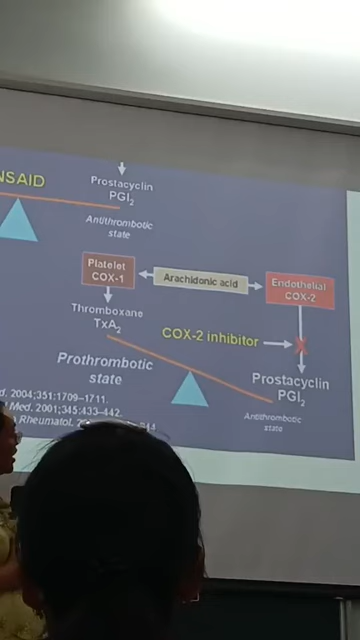 NSAID
Prostacyclin
PGI2
Antithrombotic
state
Platelet
COX-1
Arachidonic acid
Endothelial
COX-2
Thromboxane
TxA2
COX-2 inhibitor
X
Prothrombotic
state
Prostacyclin
PGI2
Antithrombotic
state
2004;351:1709–1711.
Med. 2001;345:433–442.
Rheumatol.